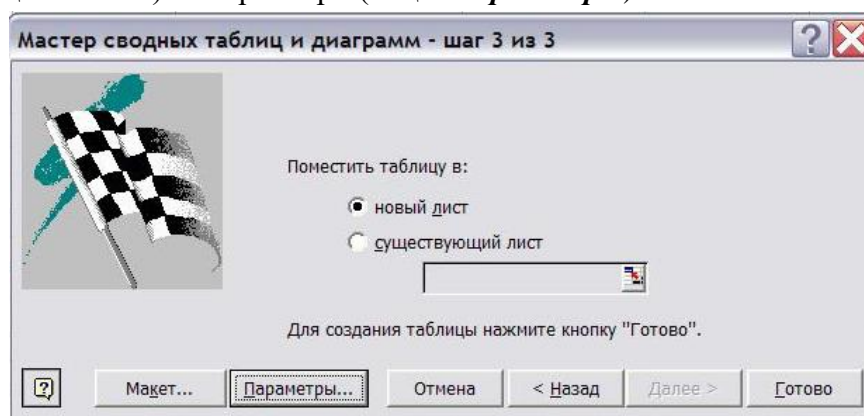 Мастер сводных таблиц и диаграмм - шаг 3 из 3
Поместить таблицу в:
новый лист
существующий лист
Для создания таблицы нажмите кнопку "Готово".
Макет... Параметры... Отмена < Назад Далее > Готово